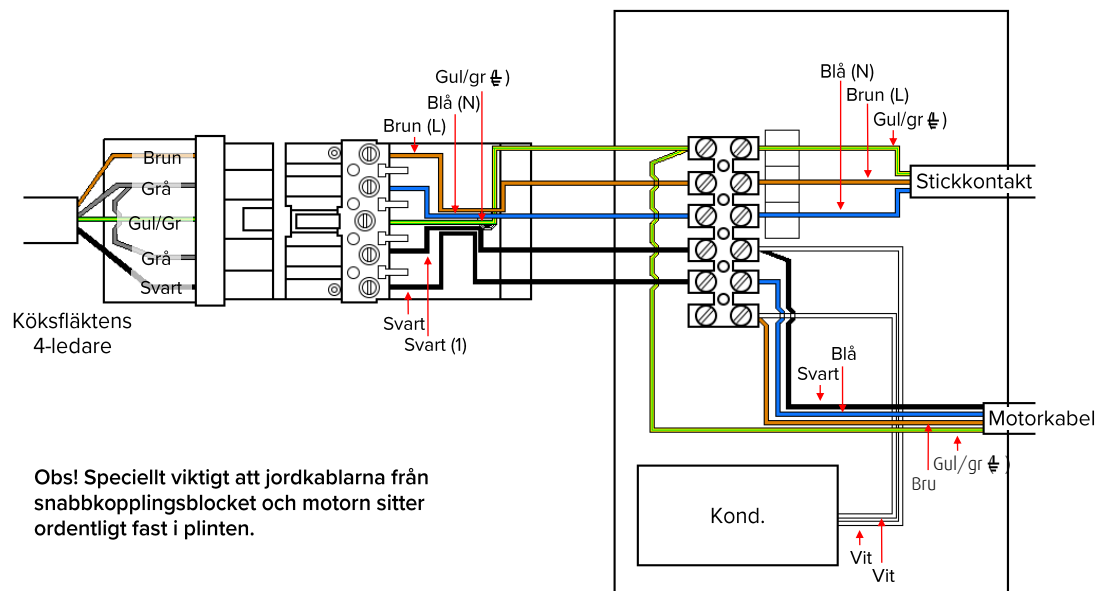 Gul/gr ⏚)
Blå (N)
Brun (L)
Blå (N)
Brun (L)
Gul/gr ⏚)
Brun
Grå
Gul/Gr
Grå
Svart
Stickkontakt
Köksfläktens
4-ledare
Svart
Svart (1)
Blå
Svart
Motorkabel
Gul/gr ⏚)
Bru
Obs! Speciellt viktigt att jordkablarna från
snabbkopplingsblocket och motorn sitter
ordentligt fast i plinten.
Kond.
Vit
Vit